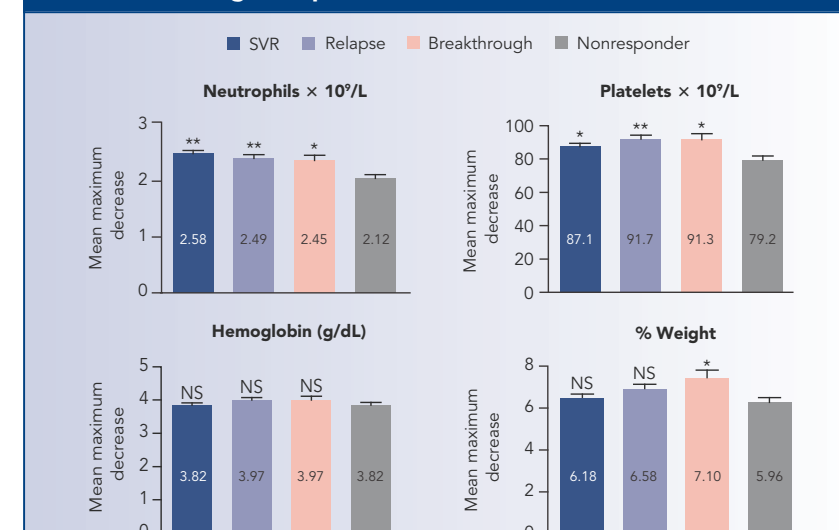 SVR Relapse Breakthrough Nonresponder
Neutrophils × 10⁹/L
Mean maximum
decrease
3
2
1
0
** ** *
2.58 2.49 2.45 2.12
Platelets × 10⁹/L
Mean maximum
decrease
100
80
60
40
20
0
* ** *
87.1 91.7 91.3 79.2
Hemoglobin (g/dL)
Mean maximum
decrease
5
4
3
2
1
0
NS NS NS
3.82 3.97 3.97 3.82
% Weight
Mean maximum
decrease
8
6
4
2
0
NS NS *
6.18 6.58 7.10 5.96